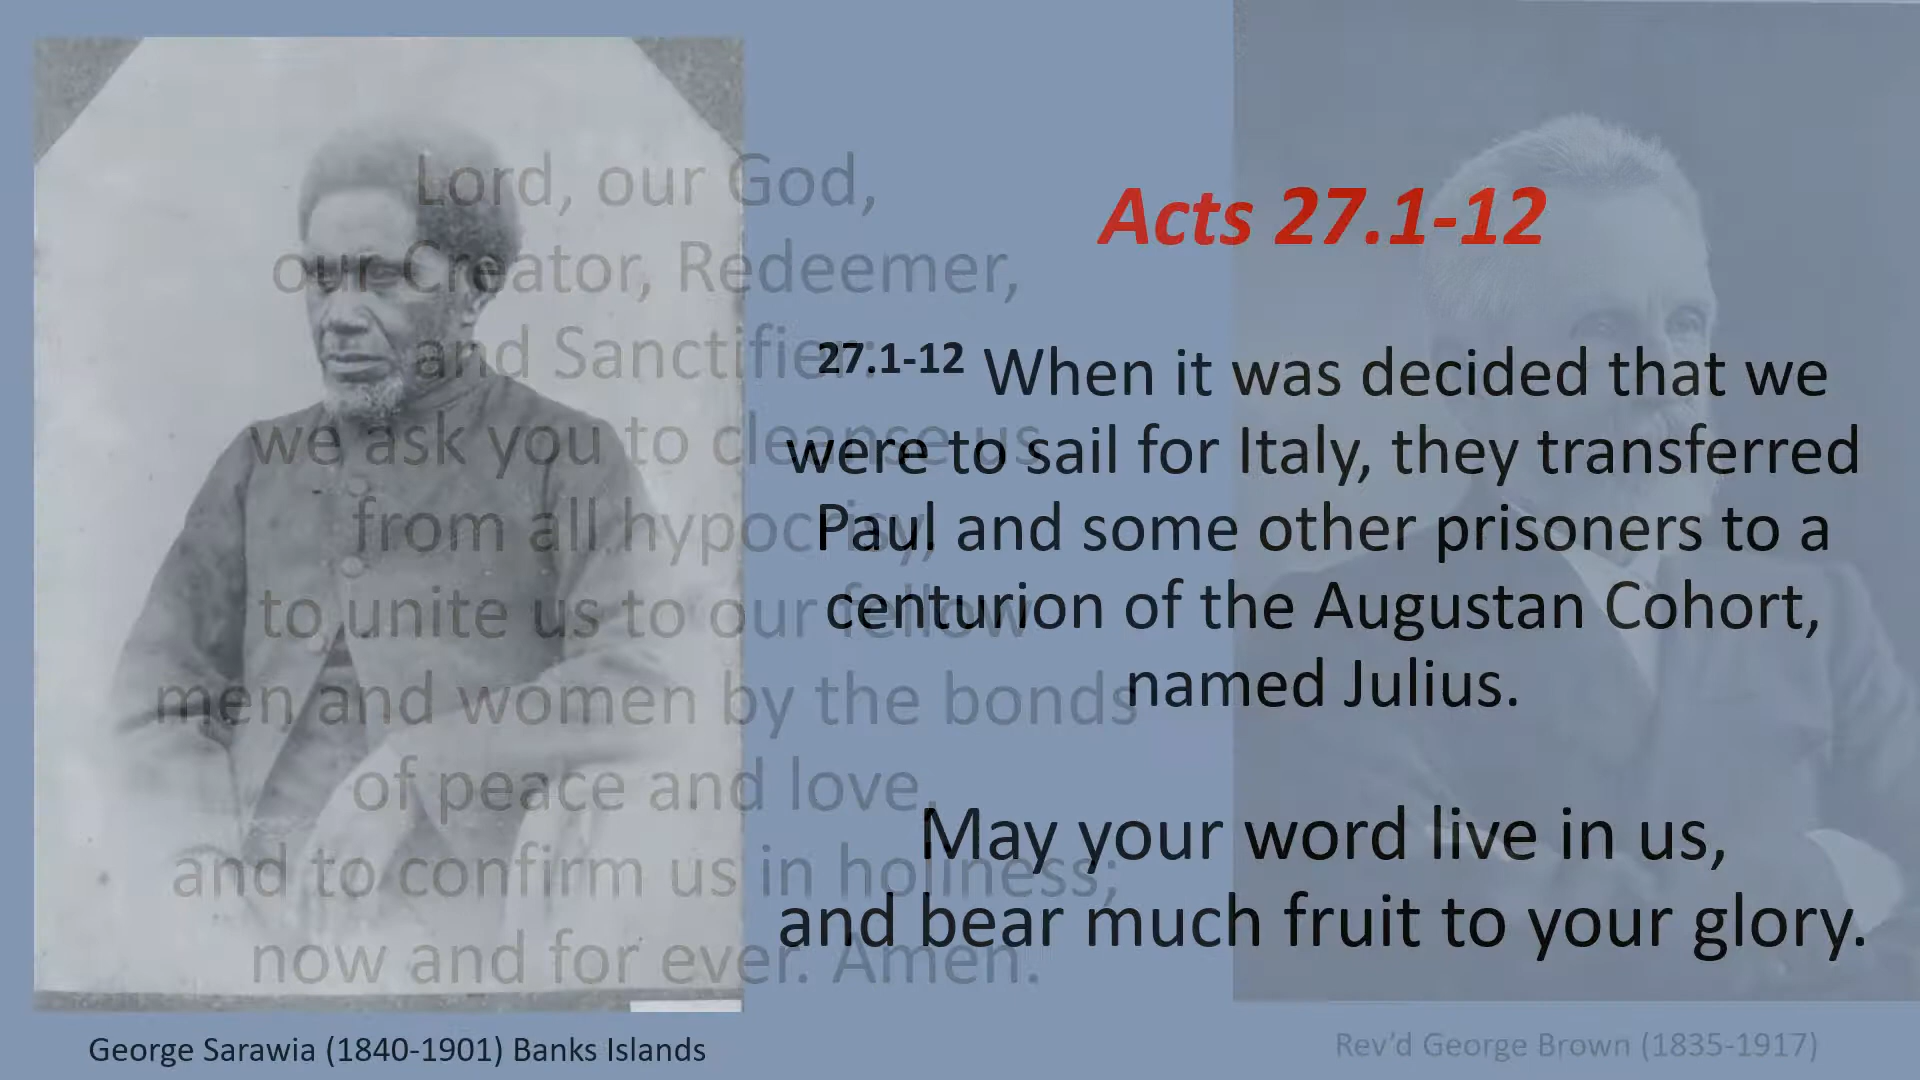 Lord, our God,
our Creator, Redeemer,
and Sanctifier:
we ask you to cleanse us
from all hypocrisy,
to unite us to our fellow
men and women by the bonds
of peace and love,
and to confirm us in holiness;
now and for ever. Amen.
Acts 27.1-12
27.1-12 When it was decided that we
were to sail for Italy, they transferred
Paul and some other prisoners to a
centurion of the Augustan Cohort,
named Julius.
May your word live in us,
and bear much fruit to your glory.
George Sarawia (1840-1901) Banks Islands
Rev'd George Brown (1835-1917)